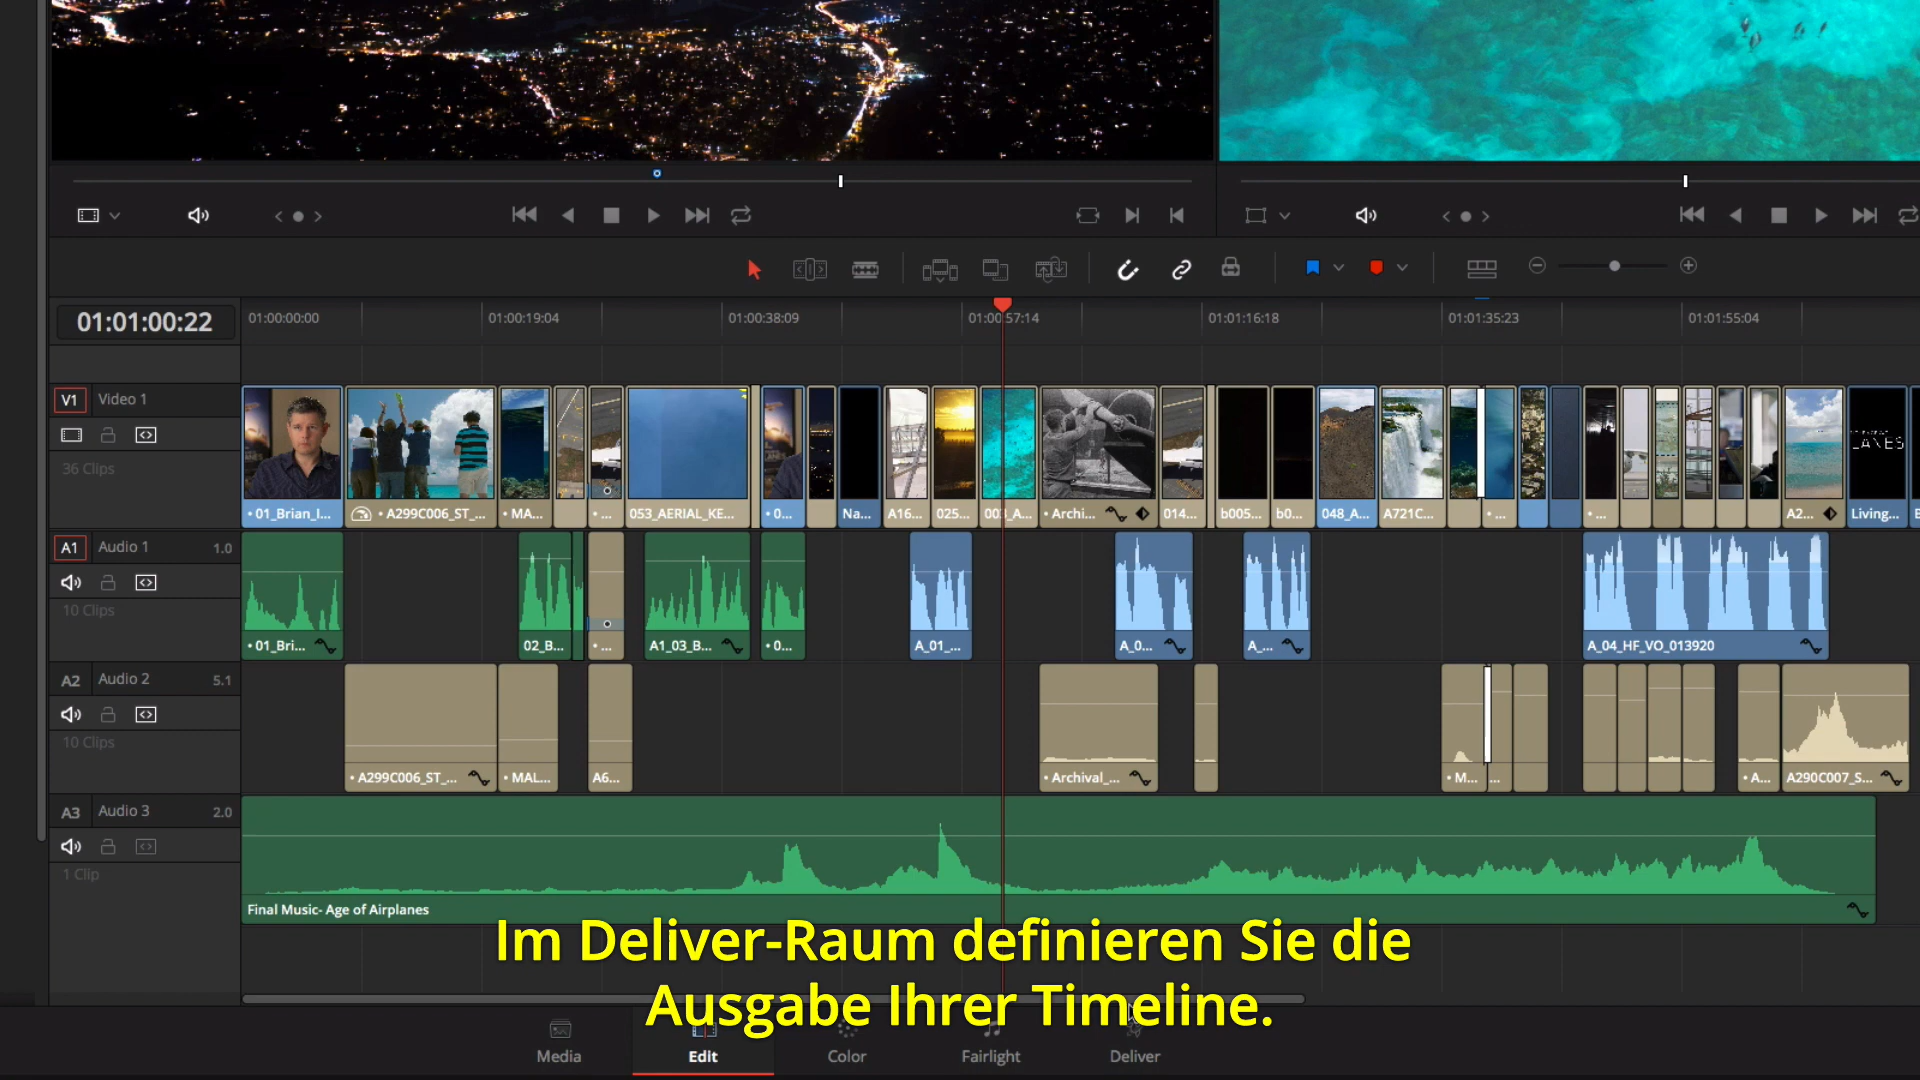 01:01:00:22
01:00:00:00
01:00:19:04
01:00:38:09
01:00:57:14
01:01:16:18
01:01:35:23
01:01:55:04
V1 Video 1
36 Clips
• 01_Brian_I...
• A299C006_ST_...
• MA...
• ...
053_AERIAL_KE...
• 0...
Na...
A16...
025...
003_A...
• Archi...
014...
b005...
b0...
048_A...
A721C...
• ...
• ...
A2...
Living...
LANES
A1 Audio 1 1.0
10 Clips
• 01_Bri...
02_B...
• ...
A1_03_B...
• 0...
A_01_...
A_0...
A_...
A_04_HF_VO_013920
A2 Audio 2 5.1
10 Clips
• A299C006_ST_...
• MAL...
A6...
• Archival_...
• M...
...
• A...
A290C007_S...
A3 Audio 3 2.0
1 Clip
Final Music- Age of Airplanes
Im Deliver-Raum definieren Sie die
Ausgabe Ihrer Timeline.
Media
Edit
Color
Fairlight
Deliver